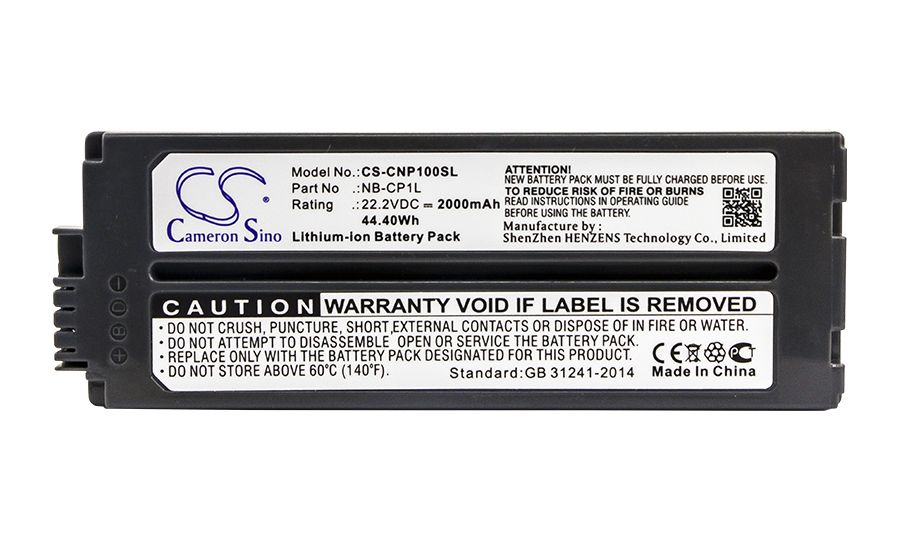 CS
Cameron Sino
Model No.: CS-CNP100SL
Part No .: NB-CP1L
Rating .: 22.2VDC ⎓ 2000mAh
44.40Wh
Lithium-ion Battery Pack
ATTENTION!
NEW BATTERY PACK MUST BE FULLY CHARGED BEFORE USE.
TO REDUCE RISK OF FIRE OR BURNS
READ INSTRUCTIONS IN OPERATING GUIDE
BEFORE USING THE BATTERY.
Manufacture by :
ShenZhen HENZENS Technology Co., Limited
- B D +
CAUTION WARRANTY VOID IF LABEL IS REMOVED
•DO NOT CRUSH, PUNCTURE, SHORT,EXTERNAL CONTACTS OR DISPOSE OF IN FIRE OR WATER.
•DO NOT ATTEMPT TO DISASSEMBLE, OPEN OR SERVICE THE BATTERY PACK.
•REPLACE ONLY WITH THE BATTERY PACK DESIGNATED FOR PRODUCT.
•DO NOT STORE ABOVE 60°C (140°F)
Standard:GB 31241-2014
CE
Made In China